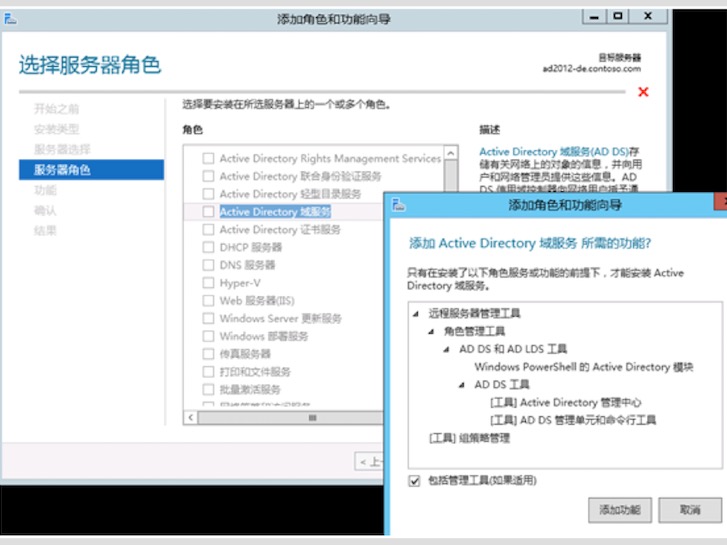 添加角色和功能向导
选择服务器角色
目标服务器
ad2012-de.contoso.com
开始之前
安装类型
服务器选择
服务器角色
功能
确认
结果
选择要安装在所选服务器上的一个或多个角色。
角色
Active Directory Rights Management Services
Active Directory 联合身份验证服务
Active Directory 轻型目录服务
Active Directory 域服务
Active Directory 证书服务
DHCP 服务器
DNS 服务器
Hyper-V
Web 服务器(IIS)
Windows Server 更新服务
Windows 部署服务
传真服务器
打印和文件服务
批量激活服务
描述
Active Directory 域服务(AD DS)存
储有关网络上的对象的信息，并向用
户和网络管理员提供这些信息。AD
DS 使用域控制器向网络用户授予通
< 上一
添加角色和功能向导
添加 Active Directory 域服务 所需的功能?
只有在安装了以下角色服务或功能的前提下，才能安装 Active
Directory 域服务。
远程服务器管理工具
角色管理工具
AD DS 和 AD LDS 工具
Windows PowerShell 的 Active Directory 模块
AD DS 工具
[工具] Active Directory 管理中心
[工具] AD DS 管理单元和命令行工具
[工具] 组策略管理
包括管理工具(如果适用)
添加功能
取消